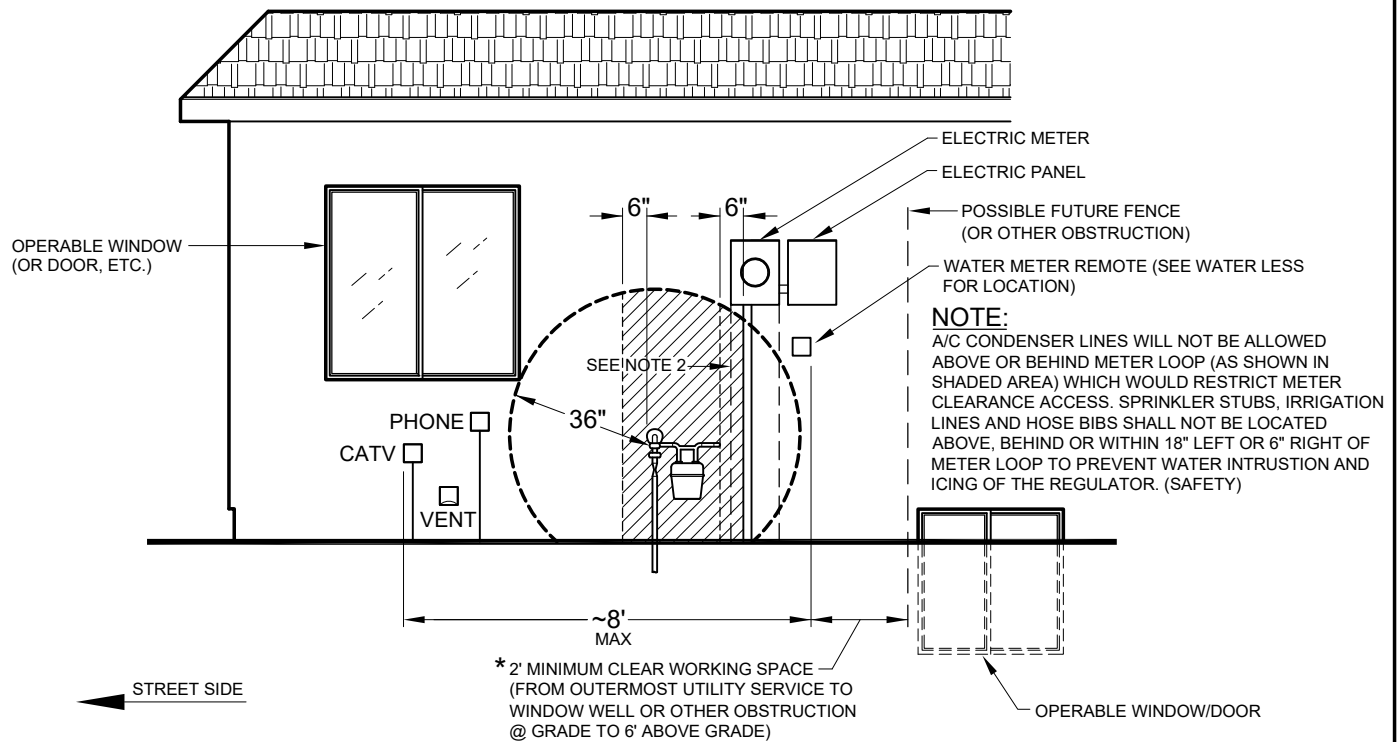 ELECTRIC METER
ELECTRIC PANEL
6"
6"
POSSIBLE FUTURE FENCE
(OR OTHER OBSTRUCTION)
OPERABLE WINDOW
(OR DOOR, ETC.)
WATER METER REMOTE (SEE WATER LESS
FOR LOCATION)
NOTE:
A/C CONDENSER LINES WILL NOT BE ALLOWED
ABOVE OR BEHIND METER LOOP (AS SHOWN IN
SHADED AREA) WHICH WOULD RESTRICT METER
CLEARANCE ACCESS. SPRINKLER STUBS, IRRIGATION
LINES AND HOSE BIBS SHALL NOT BE LOCATED
ABOVE, BEHIND OR WITHIN 18" LEFT OR 6" RIGHT OF
METER LOOP TO PREVENT WATER INTRUSTION AND
ICING OF THE REGULATOR. (SAFETY)
SEE NOTE 2
36"
PHONE
CATV
VENT
~8'
MAX
* 2' MINIMUM CLEAR WORKING SPACE
(FROM OUTERMOST UTILITY SERVICE TO
WINDOW WELL OR OTHER OBSTRUCTION
@ GRADE TO 6' ABOVE GRADE)
STREET SIDE
OPERABLE WINDOW/DOOR